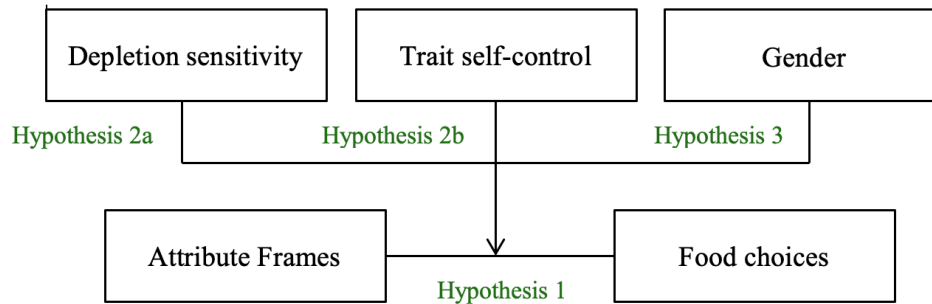 Depletion sensitivity
Trait self-control
Gender
Hypothesis 2a
Hypothesis 2b
Hypothesis 3
Attribute Frames
Food choices
Hypothesis 1